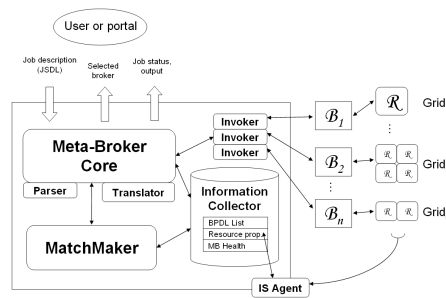 User or portal
Job description
(JSDL)
Selected
broker
Job status,
output
Meta-Broker
Core
Parser
Translator
MatchMaker
Invoker
Invoker
Invoker
Information
Collector
BPDL List
Resource prop.
MB Health
IS Agent
B1
R
Grid
⋮
B2
R R
R R
Grid
⋮
Bn
R R
Grid